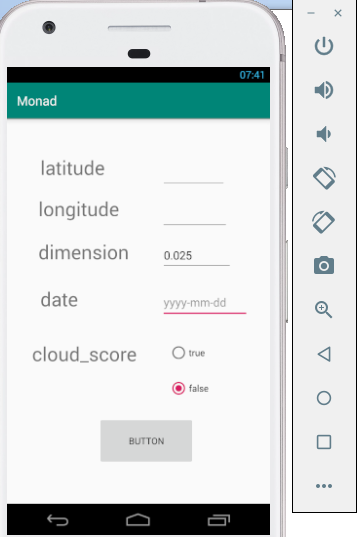 07:41
Monad
latitude
longitude
dimension 0.025
date yyyy-mm-dd
cloud_score true
false
BUTTON